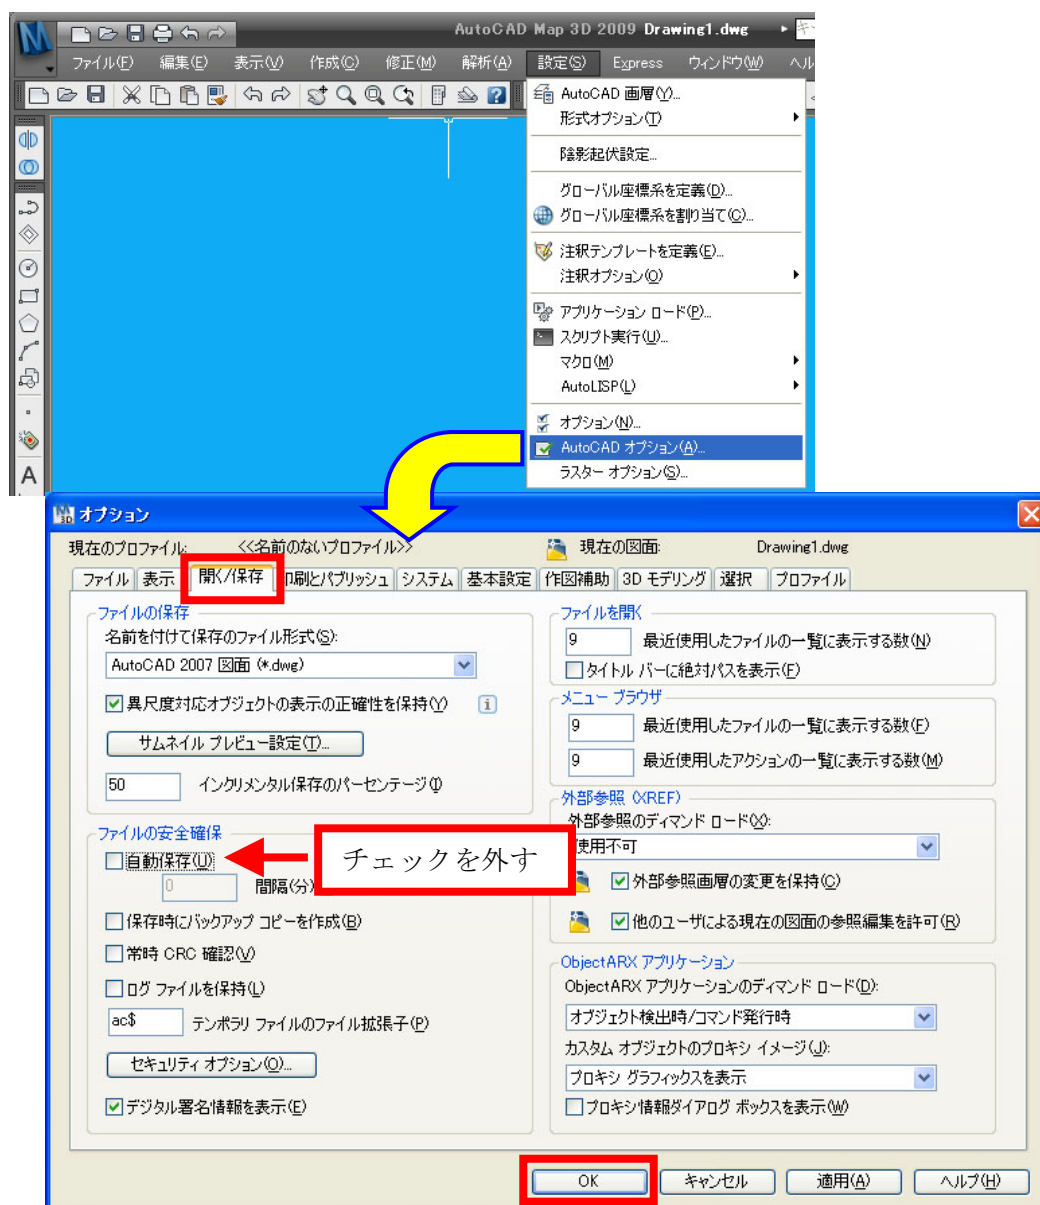 AutoCAD Map 3D 2009 Drawing1.dwg
ファイル(F) 編集(E) 表示(V) 作成(C) 修正(M) 解析(A) 設定(S) Express ウィンドウ(W) ヘル
AutoCAD 画層(Y)...
形式オプション(T)
陰影起伏設定...
グローバル座標系を定義(D)...
グローバル座標系を割り当て(C)...
注釈テンプレートを定義(E)...
注釈オプション(O)
アプリケーション ロード(P)...
スクリプト実行(U)...
マクロ(M)
AutoLISP(L)
オプション(N)...
AutoCAD オプション(A)...
ラスター オプション(S)...
A
オプション
現在のプロファイル: <<名前のないプロファイル>> 現在の図面: Drawing1.dwg
ファイル 表示 開く/保存 印刷とパブリッシュ システム 基本設定 作図補助 3D モデリング 選択 プロファイル
ファイルの保存
名前を付けて保存のファイル形式(S):
AutoCAD 2007 図面 (*.dwg)
異尺度対応オブジェクトの表示の正確性を保持(Y)
サムネイル プレビュー設定(T)...
50 インクリメンタル保存のパーセンテージ(I)
ファイルの安全確保
自動保存(U)
チェックを外す
0 間隔(分)
保存時にバックアップ コピーを作成(B)
常時 CRC 確認(V)
ログ ファイルを保持(L)
ac$ テンポラリ ファイルのファイル拡張子(P)
セキュリティ オプション(O)...
デジタル署名情報を表示(E)
ファイルを開く
9 最近使用したファイルの一覧に表示する数(N)
タイトル バーに絶対パスを表示(F)
メニュー ブラウザ
9 最近使用したファイルの一覧に表示する数(F)
9 最近使用したアクションの一覧に表示する数(M)
外部参照 (XREF)
外部参照のディマンド ロード(X):
使用不可
外部参照画層の変更を保持(C)
他のユーザによる現在の図面の参照編集を許可(R)
ObjectARX アプリケーション
ObjectARX アプリケーションのディマンド ロード(D):
オブジェクト検出時/コマンド発行時
カスタム オブジェクトのプロキシ イメージ(J):
プロキシ グラフィックスを表示
プロキシ情報ダイアログ ボックスを表示(W)
OK キャンセル 適用(A) ヘルプ(H)